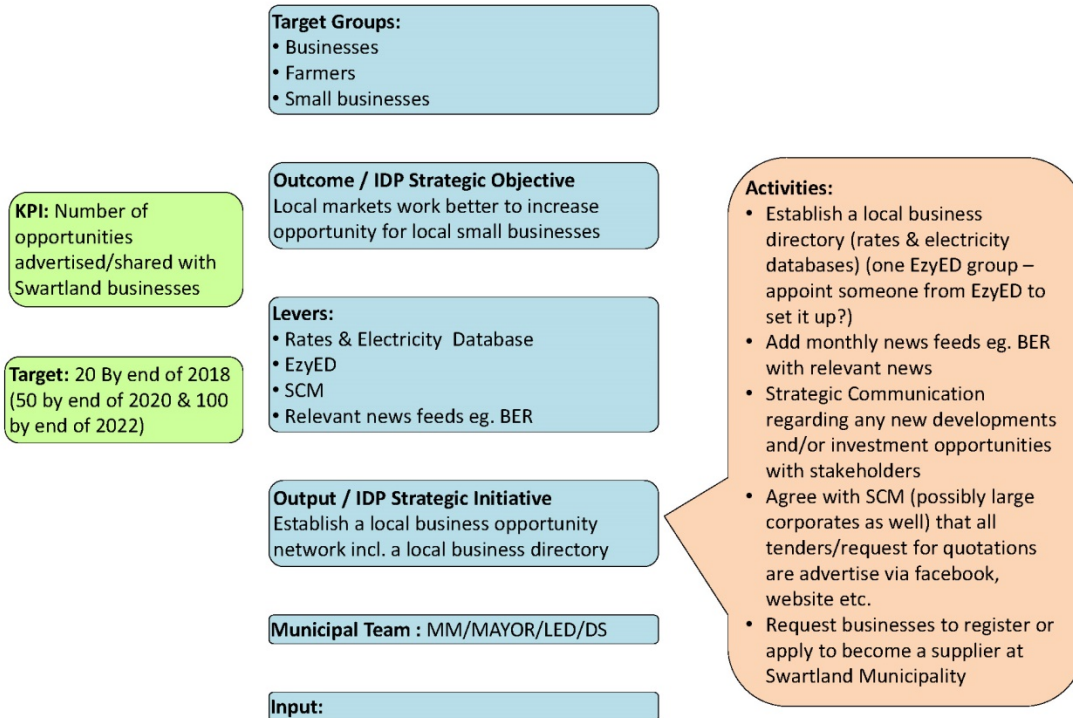 Target Groups:
• Businesses
• Farmers
• Small businesses
Outcome / IDP Strategic Objective
Local markets work better to increase
opportunity for local small businesses
KPI: Number of
opportunities
advertised/shared with
Swartland businesses
Levers:
• Rates & Electricity Database
• EzyED
• SCM
• Relevant news feeds eg. BER
Target: 20 By end of 2018
(50 by end of 2020 & 100
by end of 2022)
Output / IDP Strategic Initiative
Establish a local business opportunity
network incl. a local business directory
Municipal Team : MM/MAYOR/LED/DS
Input:
Activities:
• Establish a local business
directory (rates & electricity
databases) (one EzyED group –
appoint someone from EzyED to
set it up?)
• Add monthly news feeds eg. BER
with relevant news
• Strategic Communication
regarding any new developments
and/or investment opportunities
with stakeholders
• Agree with SCM (possibly large
corporates as well) that all
tenders/request for quotations
are advertise via facebook,
website etc.
• Request businesses to register or
apply to become a supplier at
Swartland Municipality